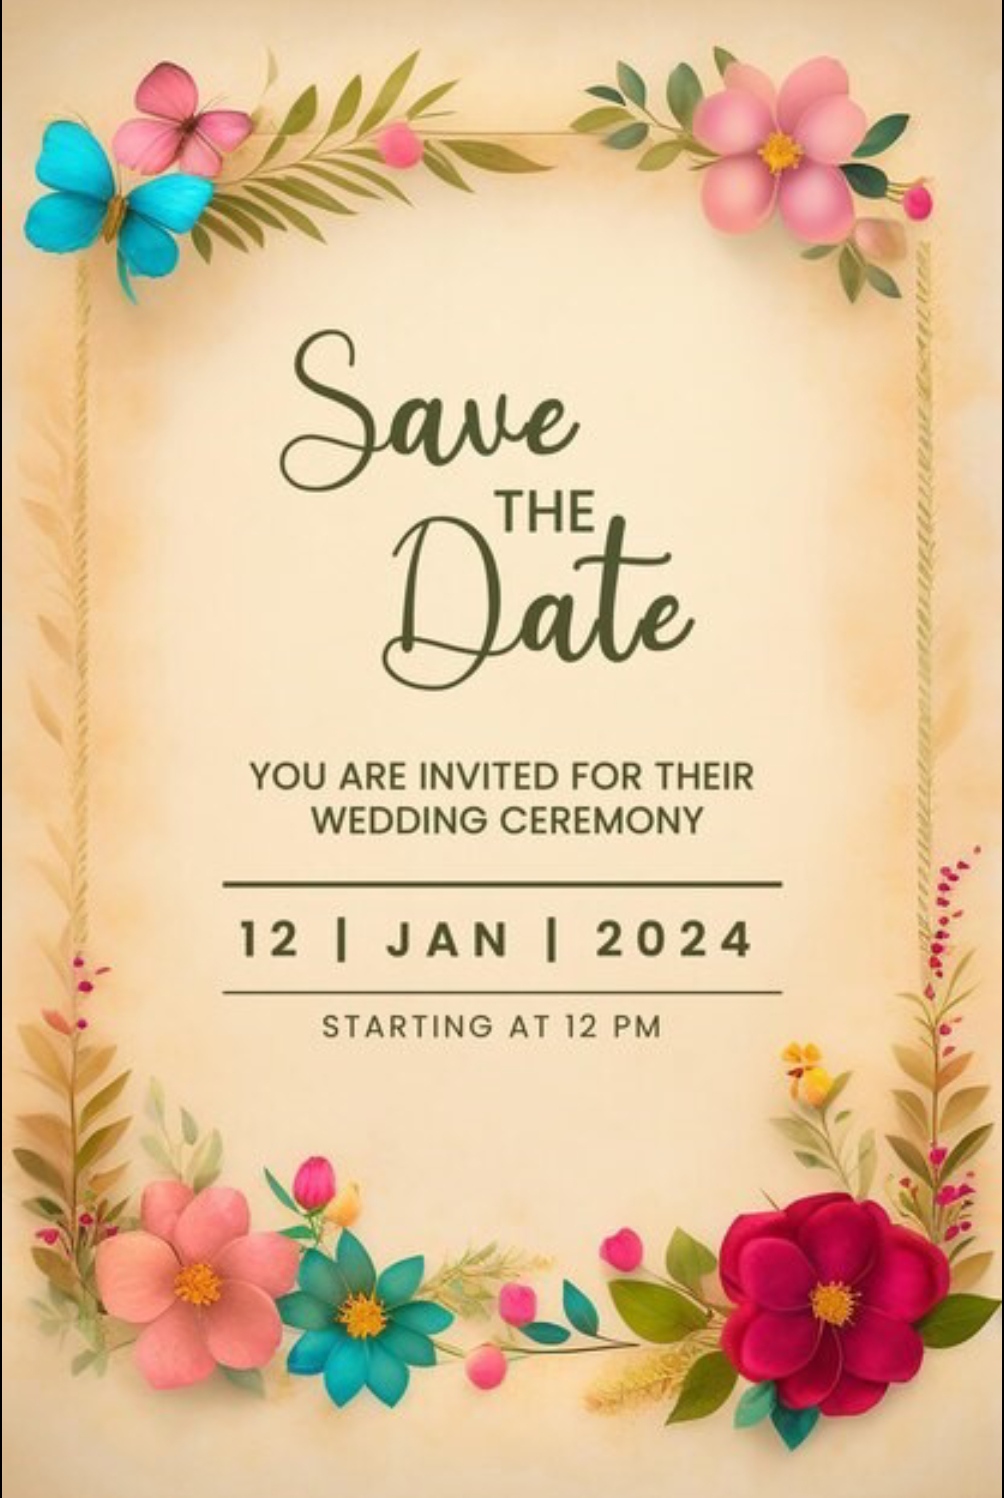 Save
THE
Date
YOU ARE INVITED FOR THEIR
WEDDING CEREMONY
12 | JAN | 2024
STARTING AT 12 PM